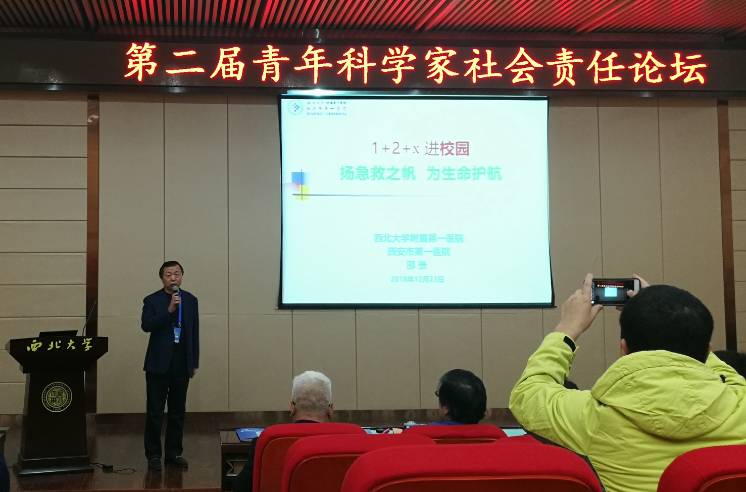 第二届青年科学家社会责任论坛
1+2+x 进校园
扬急救之帆 为生命护航
西北大学附属第一医院
西安市第一医院
2018年12月23日
西北大学